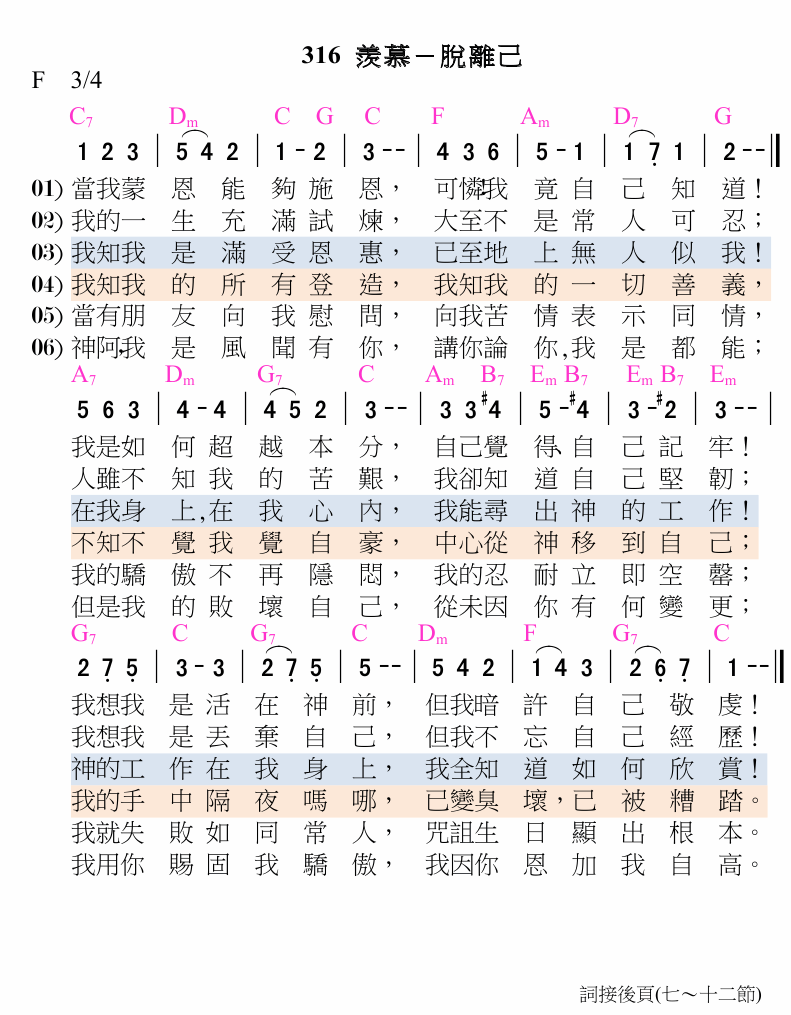 316 羨慕－脫離己
F 3/4
C7 Dm C G C F Am D7 G
1 2 3 | 5 4 2 | 1 - 2 | 3 - - | 4 3 6 | 5 - 1 | 1 7̣ 1 | 2 - - ‖
01) 當我蒙恩能夠施恩，可憐!我竟自己知道！
02) 我的一生充滿試煉，大至不是常人可忍；
03) 我知我是滿受恩惠，已至地上無人似我！
04) 我知我的所有登造，我知我的一切善義，
05) 當有朋友向我慰問，向我苦情表示同情，
06) 神阿,我是風聞有你，講你論你,我是都能；
A7 Dm G7 C Am B7 Em B7 Em B7 Em
5 6 3 | 4 - 4 | 4 5 2 | 3 - - | 3 3 #4 | 5 - #4 | 3 - #2 | 3 - - |
我是如何超越本分，自己覺得、自己記牢！
人雖不知我的苦艱，我卻知道自己堅韌；
在我身上,在我心內，我能尋出神的工作！
不知不覺我覺自豪，中心從神移到自己；
我的驕傲不再隱悶，我的忍耐立即空罄；
但是我的敗壞自己，從未因你有何變更；
G7 C G7 C Dm F G7 C
2 7̣ 5̣ | 3 - 3 | 2 7̣ 5̣ | 5 - - | 5 4 2 | 1 4 3 | 2 6̣ 7̣ | 1 - - ‖
我想我是活在神前，但我暗許自己敬虔！
我想我是丟棄自己，但我不忘自己經歷！
神的工作在我身上，我全知道如何欣賞！
我的手中隔夜嗎哪，已變臭壞，已被糟踏。
我就失敗如同常人，咒詛生日顯出根本。
我用你賜固我驕傲，我因你恩加我自高。
詞接後頁(七～十二節)